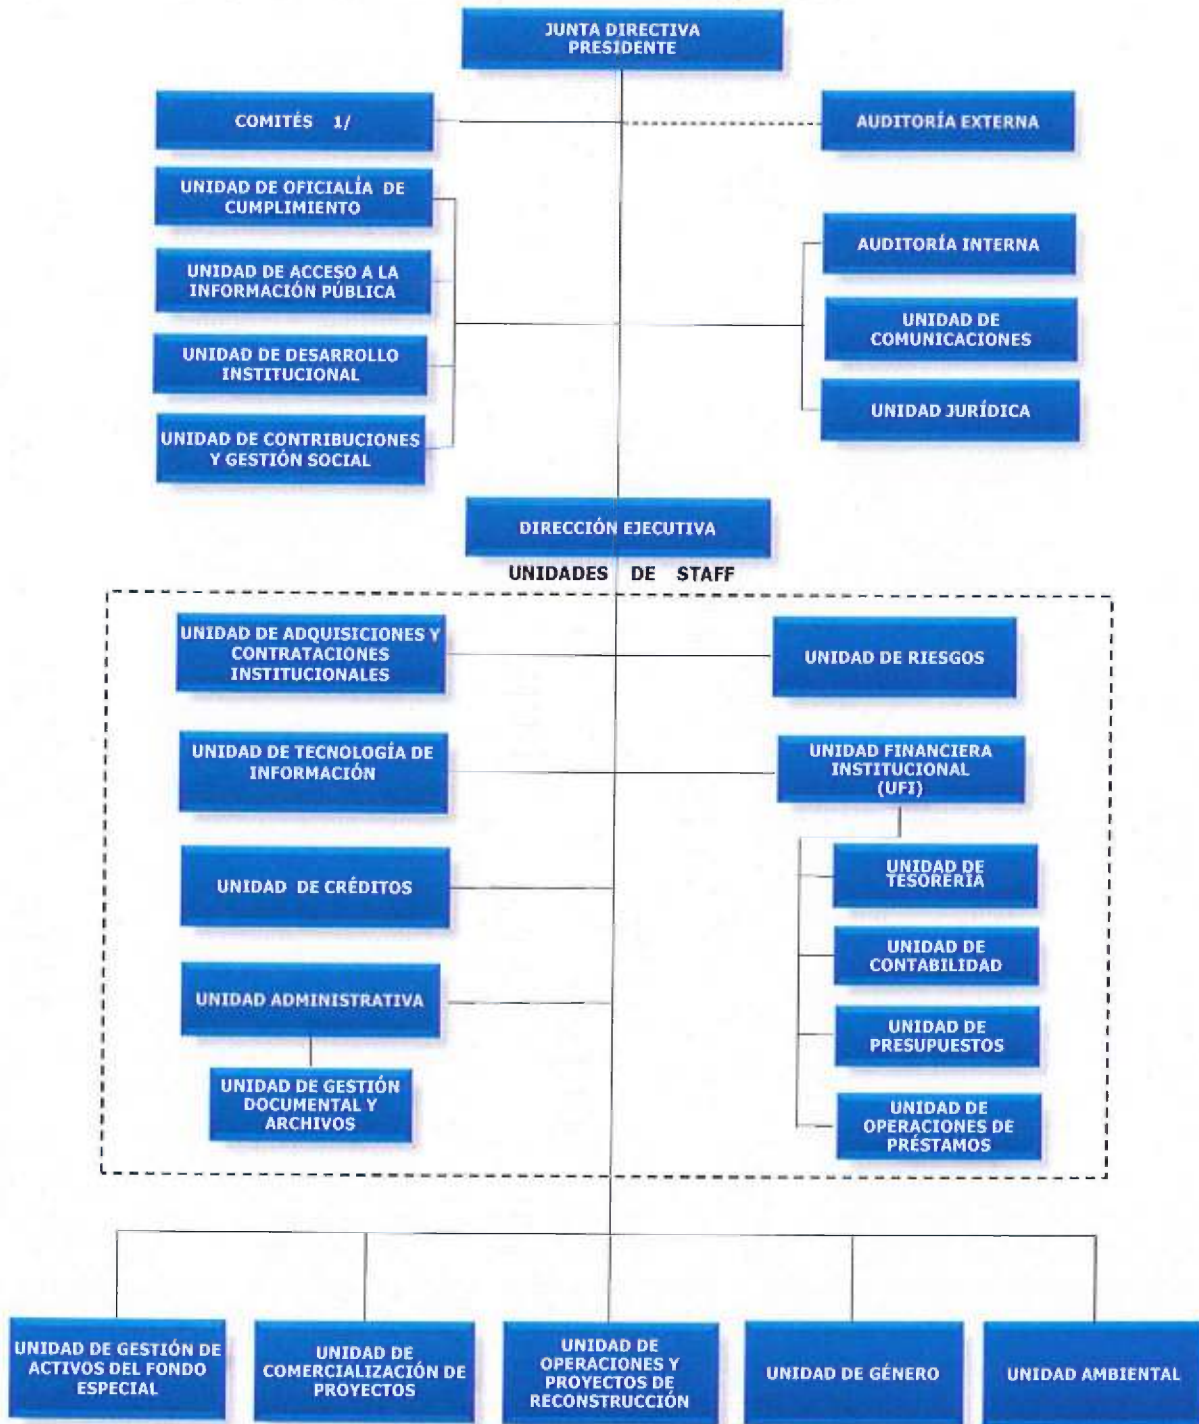 JUNTA DIRECTIVA
PRESIDENTE
COMITÉS 1/
AUDITORÍA EXTERNA
UNIDAD DE OFICIALÍA DE
CUMPLIMIENTO
AUDITORÍA INTERNA
UNIDAD DE ACCESO A LA
INFORMACIÓN PÚBLICA
UNIDAD DE
COMUNICACIONES
UNIDAD DE DESARROLLO
INSTITUCIONAL
UNIDAD JURÍDICA
UNIDAD DE CONTRIBUCIONES
Y GESTIÓN SOCIAL
DIRECCIÓN EJECUTIVA
UNIDADES DE STAFF
UNIDAD DE ADQUISICIONES Y
CONTRATACIONES
INSTITUCIONALES
UNIDAD DE RIESGOS
UNIDAD DE TECNOLOGÍA DE
INFORMACIÓN
UNIDAD FINANCIERA
INSTITUCIONAL
(UFI)
UNIDAD DE CRÉDITOS
UNIDAD DE
TESORERÍA
UNIDAD DE
CONTABILIDAD
UNIDAD ADMINISTRATIVA
UNIDAD DE
PRESUPUESTOS
UNIDAD DE GESTIÓN
DOCUMENTAL Y
ARCHIVOS
UNIDAD DE
OPERACIONES DE
PRÉSTAMOS
UNIDAD DE GESTIÓN DE
ACTIVOS DEL FONDO
ESPECIAL
UNIDAD DE
COMERCIALIZACIÓN DE
PROYECTOS
UNIDAD DE
OPERACIONES Y
PROYECTOS DE
RECONSTRUCCIÓN
UNIDAD DE GÉNERO
UNIDAD AMBIENTAL